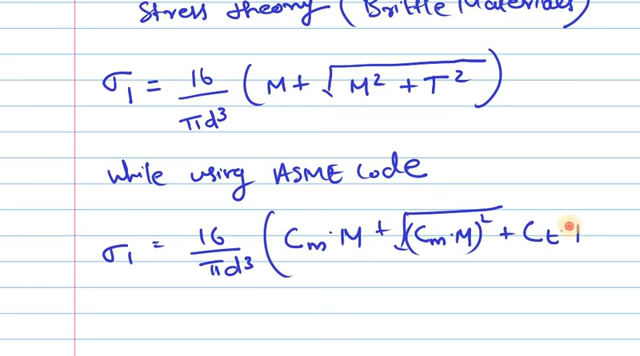 Stress theory (Brittle Materials)
σ₁ = 16/πd³ (M + √M² + T²)
while using ASME Code
σ₁ = 16/πd³ (Cm·M + √(Cm·M)² + Ct·